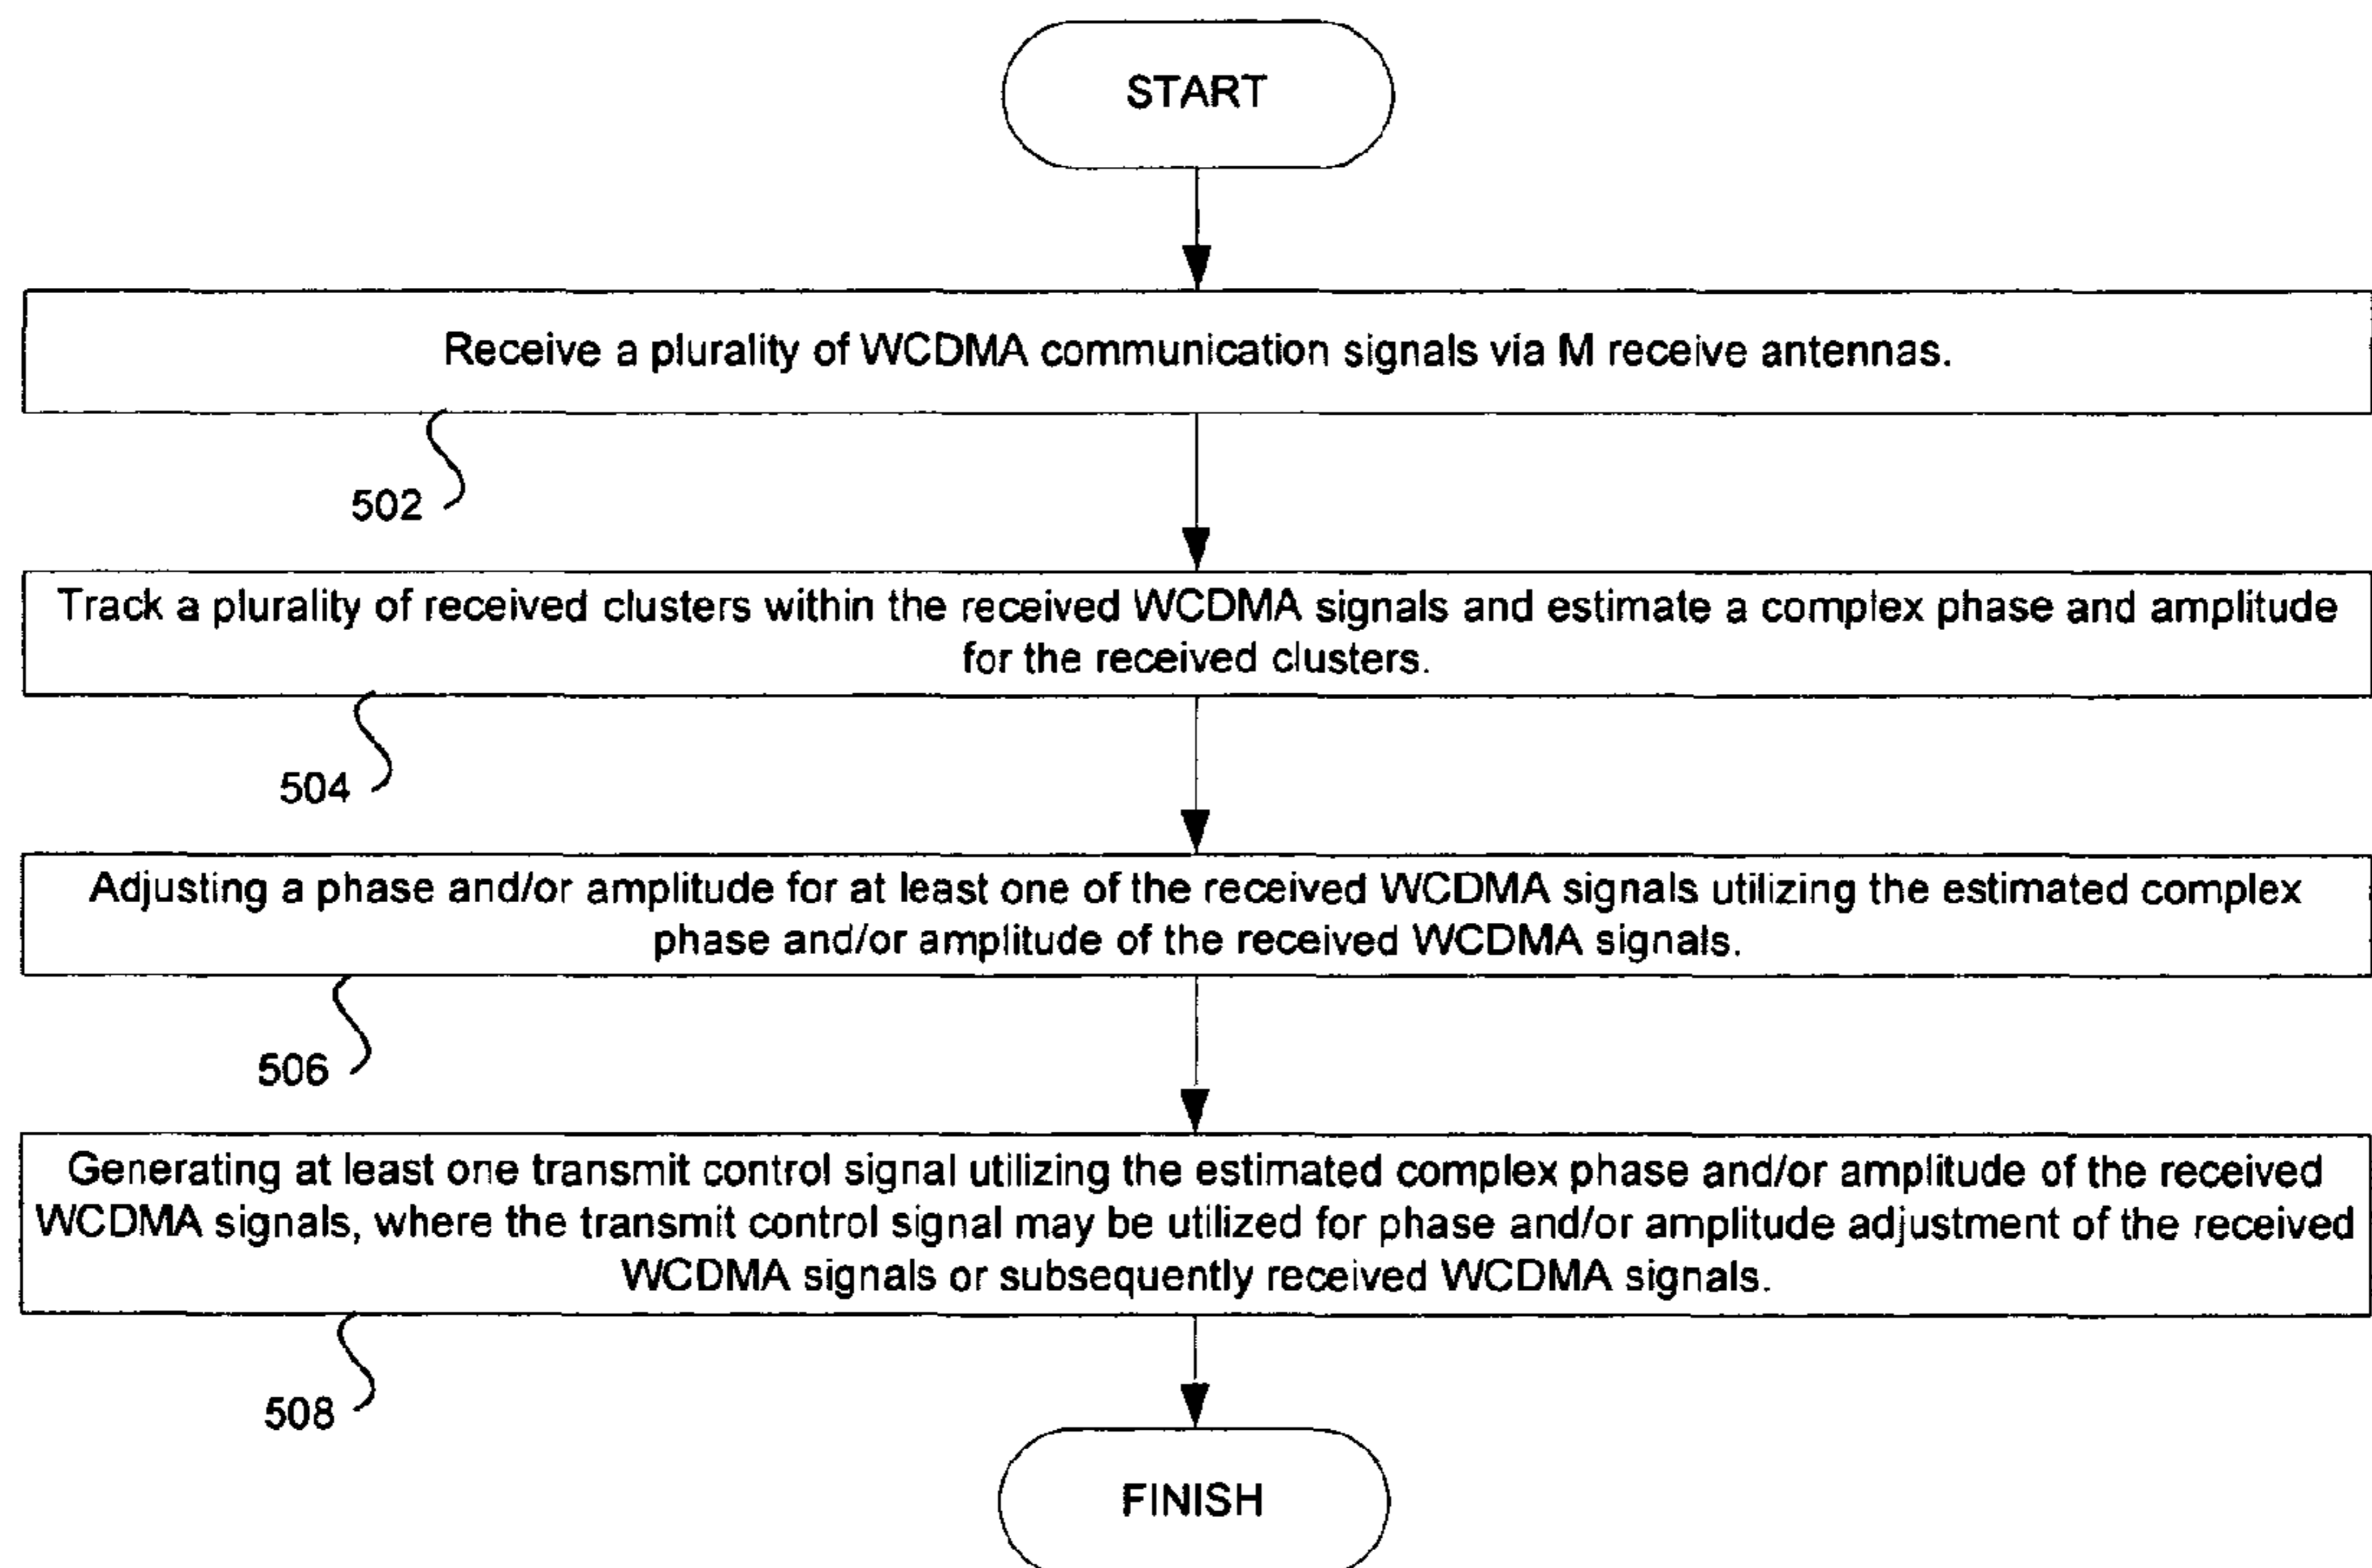 START
Receive a plurality of WCDMA communication signals via M receive antennas.
502
Track a plurality of received clusters within the received WCDMA signals and estimate a complex phase and amplitude
for the received clusters.
504
Adjusting a phase and/or amplitude for at least one of the received WCDMA signals utilizing the estimated complex
phase and/or amplitude of the received WCDMA signals.
506
Generating at least one transmit control signal utilizing the estimated complex phase and/or amplitude of the received
WCDMA signals, where the transmit control signal may be utilized for phase and/or amplitude adjustment of the received
WCDMA signals or subsequently received WCDMA signals.
508
FINISH